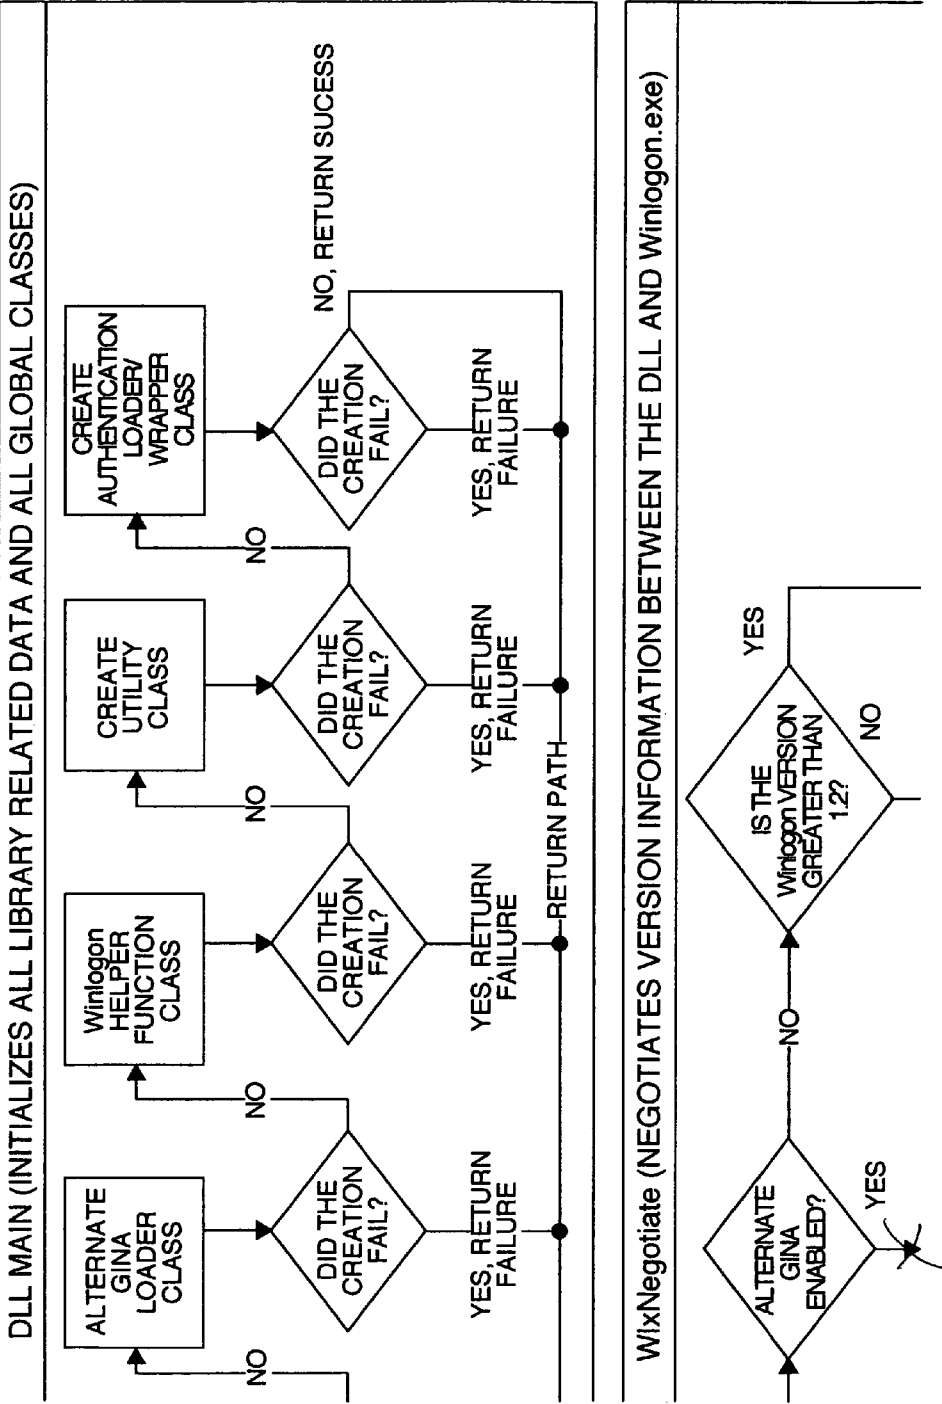 DLL MAIN (INITIALIZES ALL LIBRARY RELATED DATA AND ALL GLOBAL CLASSES)
ALTERNATE
GINA
LOADER
CLASS
Winlogon
HELPER
FUNCTION
CLASS
CREATE
UTILITY
CLASS
CREATE
AUTHENTICATION
LOADER/
WRAPPER
CLASS
NO
NO
NO
NO
DID THE
CREATION
FAIL?
DID THE
CREATION
FAIL?
DID THE
CREATION
FAIL?
DID THE
CREATION
FAIL?
NO, RETURN SUCESS
YES, RETURN
FAILURE
YES, RETURN
FAILURE
YES, RETURN
FAILURE
YES, RETURN
FAILURE
RETURN PATH
WlxNegotiate (NEGOTIATES VERSION INFORMATION BETWEEN THE DLL AND Winlogon.exe)
ALTERNATE
GINA
ENABLED?
NO
YES
IS THE
Winlogon VERSION
GREATER THAN
1.2?
YES
NO